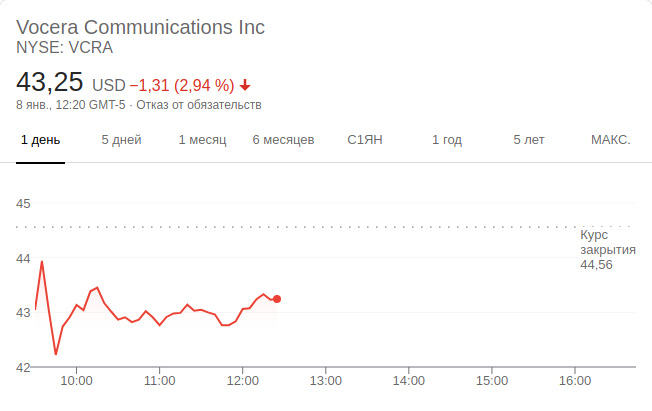 Vocera Communications Inc
NYSE: VCRA
43,25 USD −1,31 (2,94 %)
8 янв., 12:20 GMT-5 · Отказ от обязательств
1 день 5 дней 1 месяц 6 месяцев С1ЯН 1 год 5 лет МАКС.
45
Курс
44 закрытия
44,56
43
42
10:00 11:00 12:00 13:00 14:00 15:00 16:00